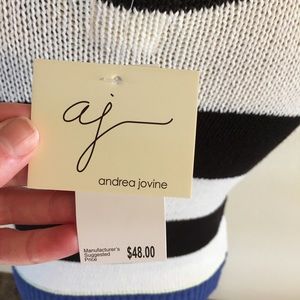 aj
andrea jovine
Manufacturer's
Suggested
Price
$48.00